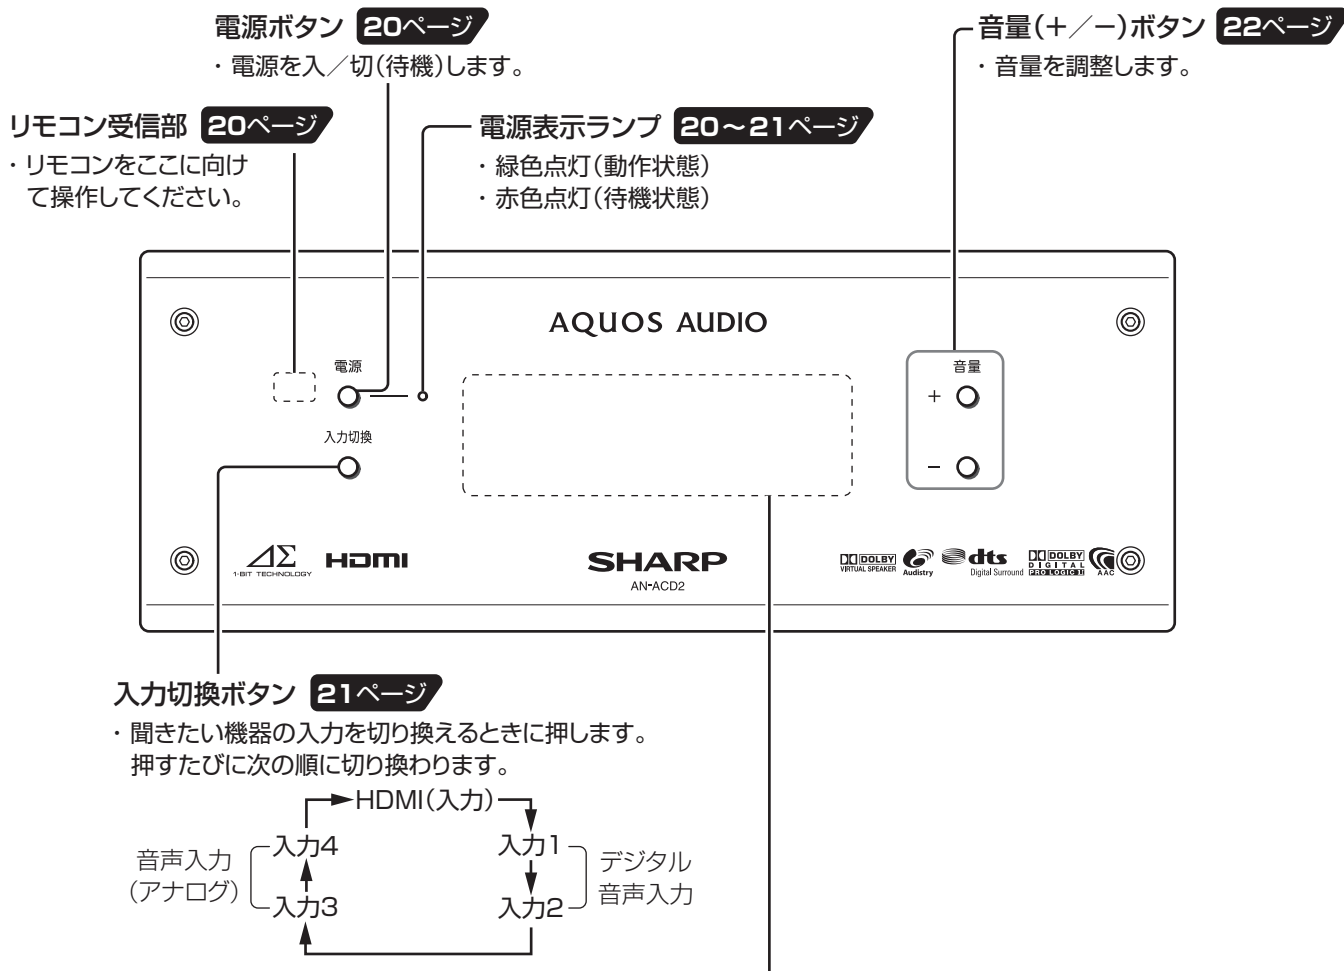 電源ボタン 20ページ
・電源を入／切(待機)します。
音量(＋／－)ボタン 22ページ
・音量を調整します。
リモコン受信部 20ページ
・リモコンをここに向け
て操作してください。
電源表示ランプ 20～21ページ
・緑色点灯(動作状態)
・赤色点灯(待機状態)
AQUOS AUDIO
電源
音量
＋
入力切換
－
ΔΣ
1-BIT TECHNOLOGY
HDMI
SHARP
AN-ACD2
DOLBY
VIRTUAL SPEAKER
Audistry
dts
Digital Surround
DOLBY
DIGITAL
PRO LOGIC II
AAC
入力切換ボタン 21ページ
・聞きたい機器の入力を切り換えるときに押します。
押すたびに次の順に切り換わります。
HDMI(入力)
入力4
入力1
音声入力
(アナログ)
デジタル
音声入力
入力3
入力2